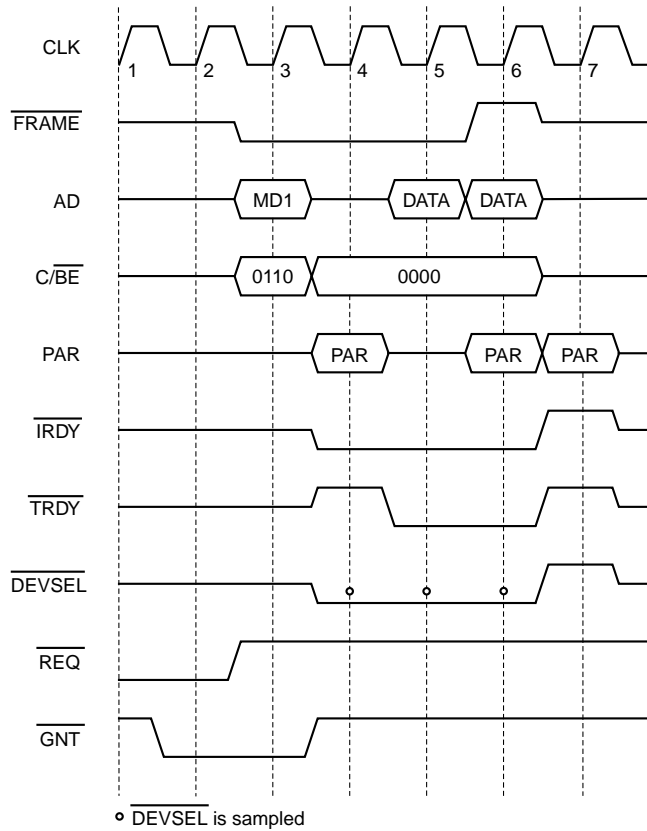 CLK
1 2 3 4 5 6 7
FRAME
AD MD1 DATA DATA
C/BE 0110 0000
PAR PAR PAR PAR
IRDY
TRDY
DEVSEL
REQ
GNT
DEVSEL is sampled